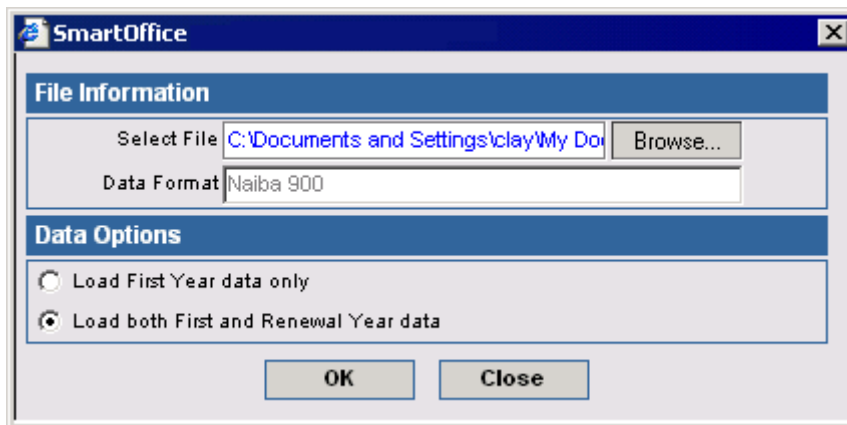 SmartOffice
File Information
Select File C:\Documents and Settings\clay\My Do Browse...
Data Format Naiba 900
Data Options
Load First Year data only
Load both First and Renewal Year data
OK Close